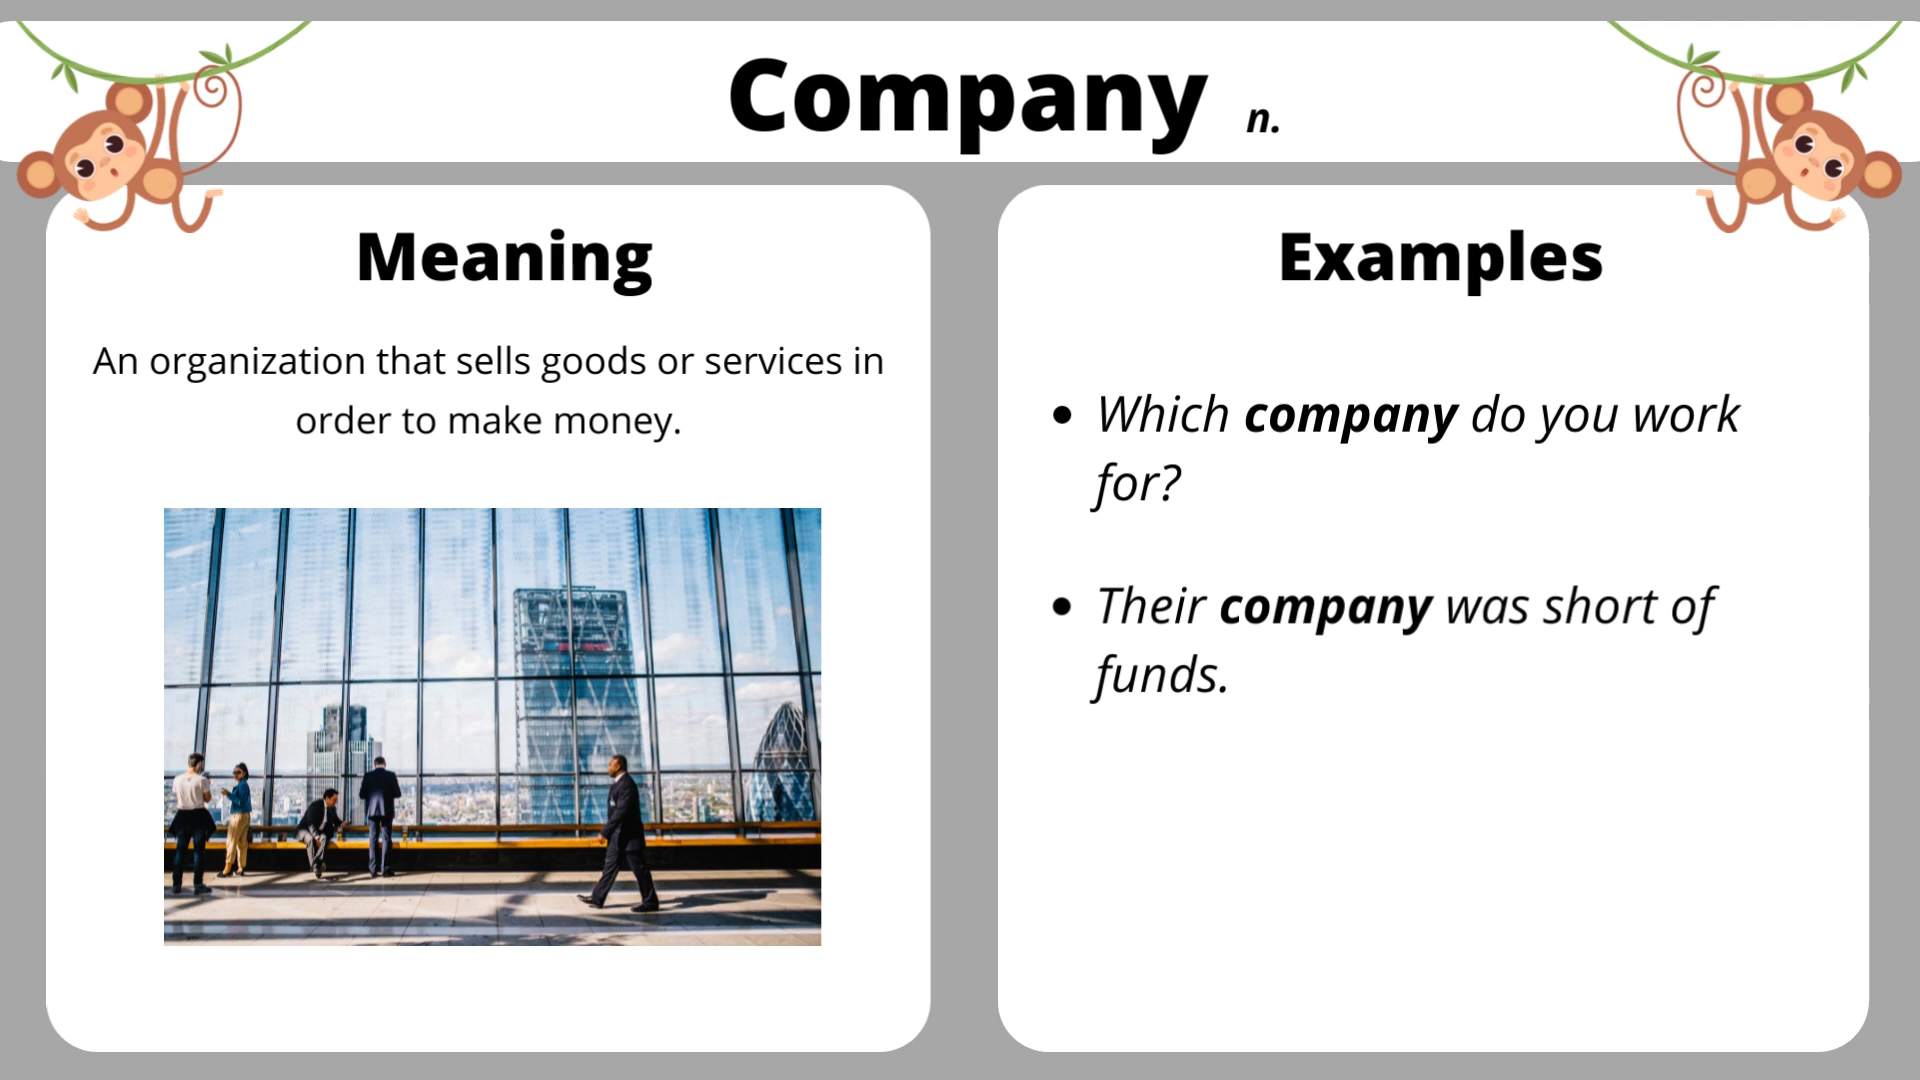 Company n.
Meaning
An organization that sells goods or services in
order to make money.
Examples
• Which company do you work
for?
• Their company was short of
funds.